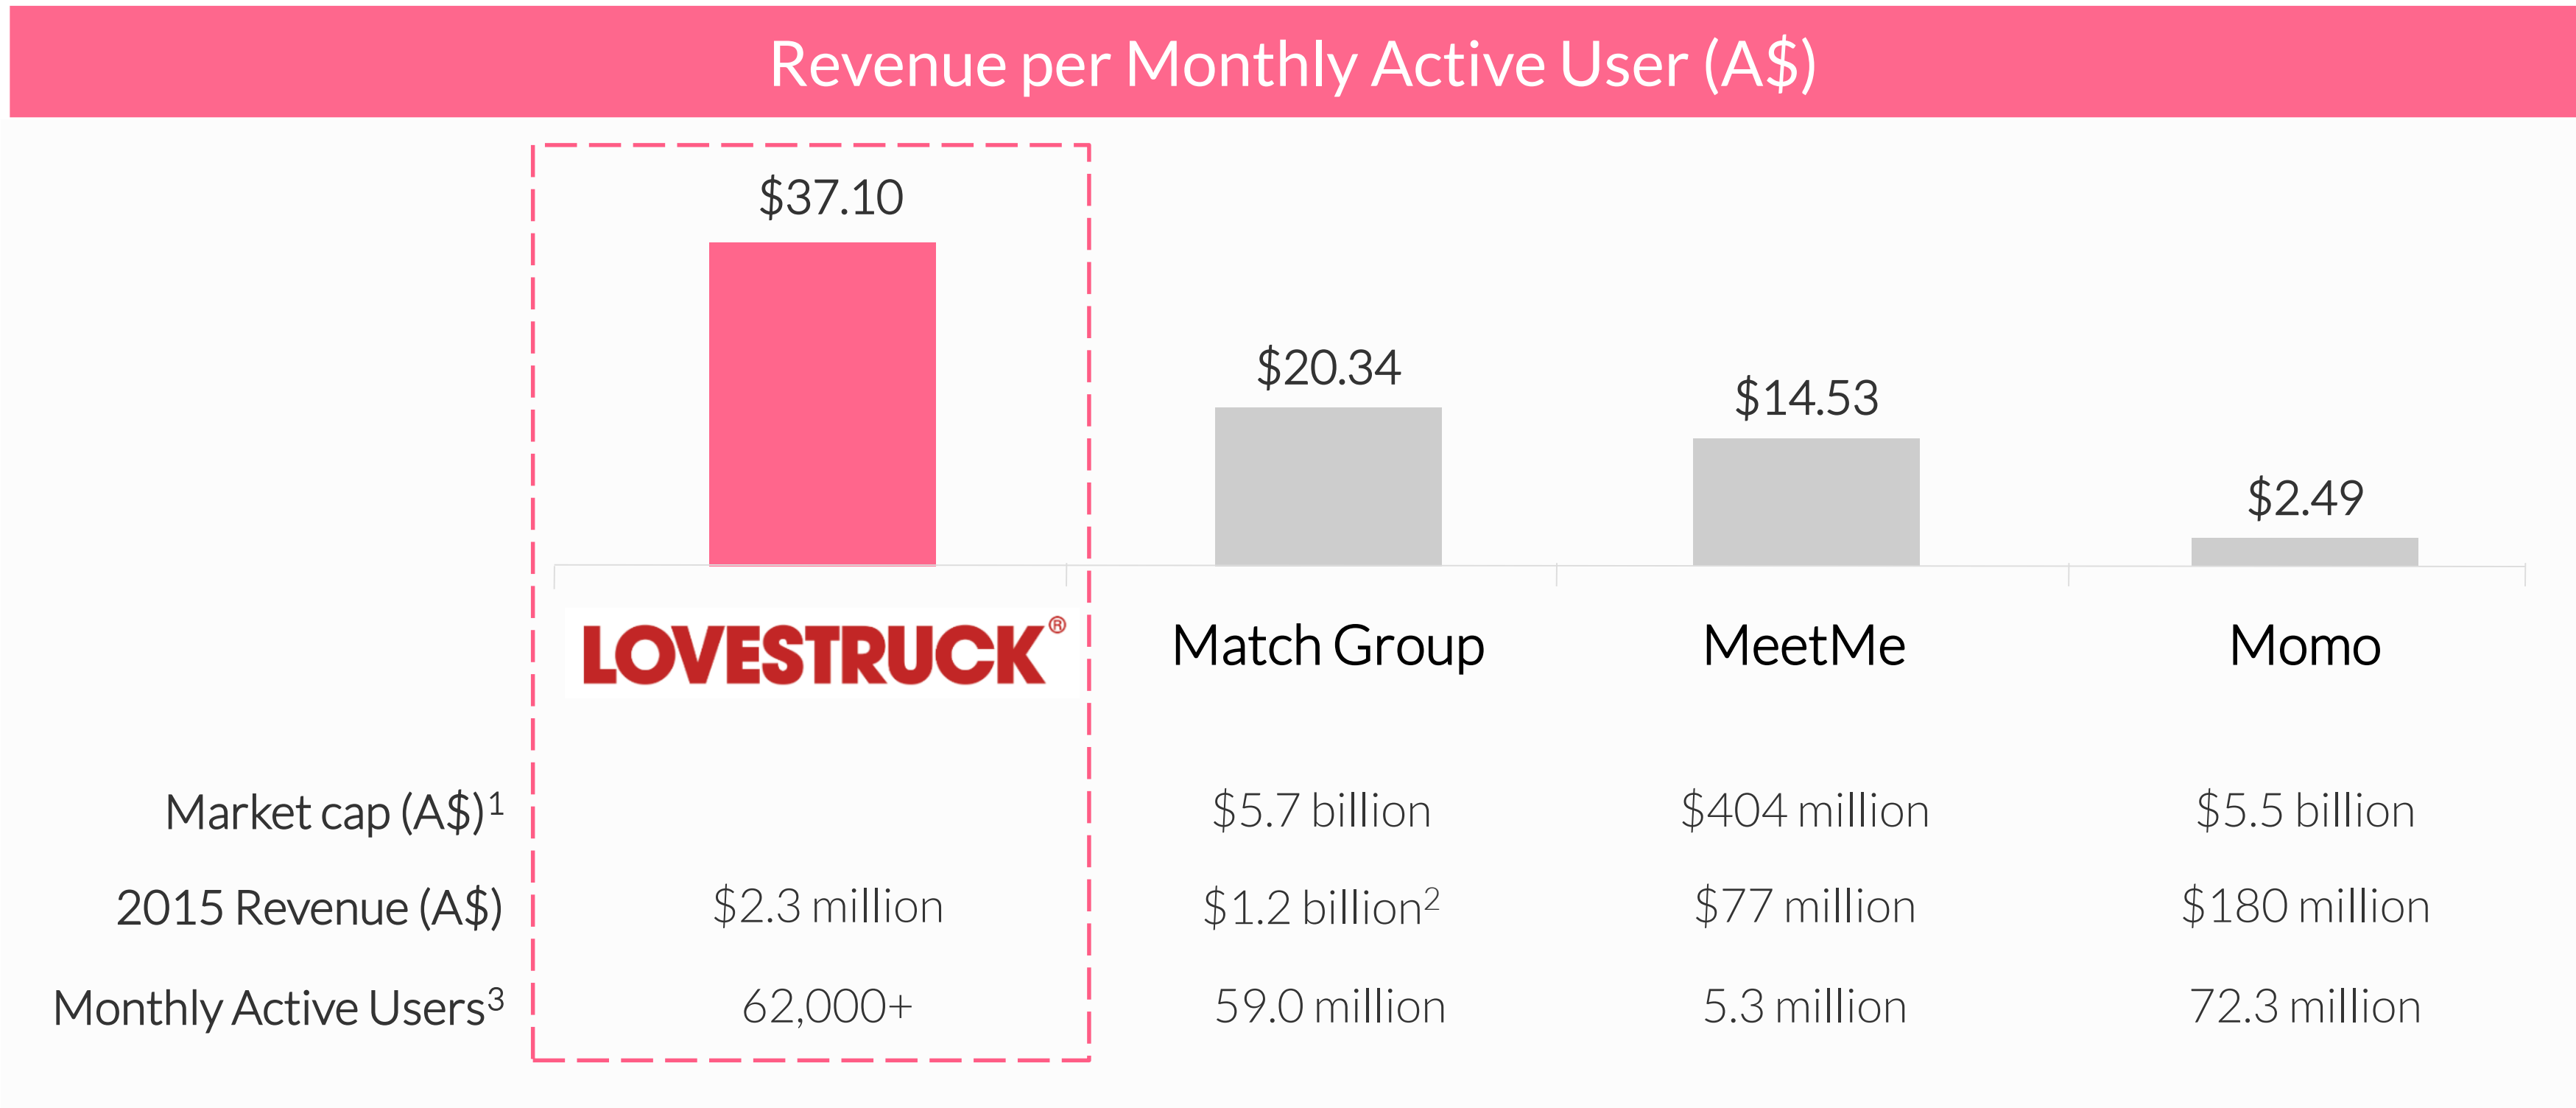 Revenue per Monthly Active User (A$)
$37.10
$20.34
$14.53
$2.49
LOVESTRUCK®
Match Group
MeetMe
Momo
Market cap (A$)¹ $5.7 billion $404 million $5.5 billion
2015 Revenue (A$) $2.3 million $1.2 billion² $77 million $180 million
Monthly Active Users³ 62,000+ 59.0 million 5.3 million 72.3 million